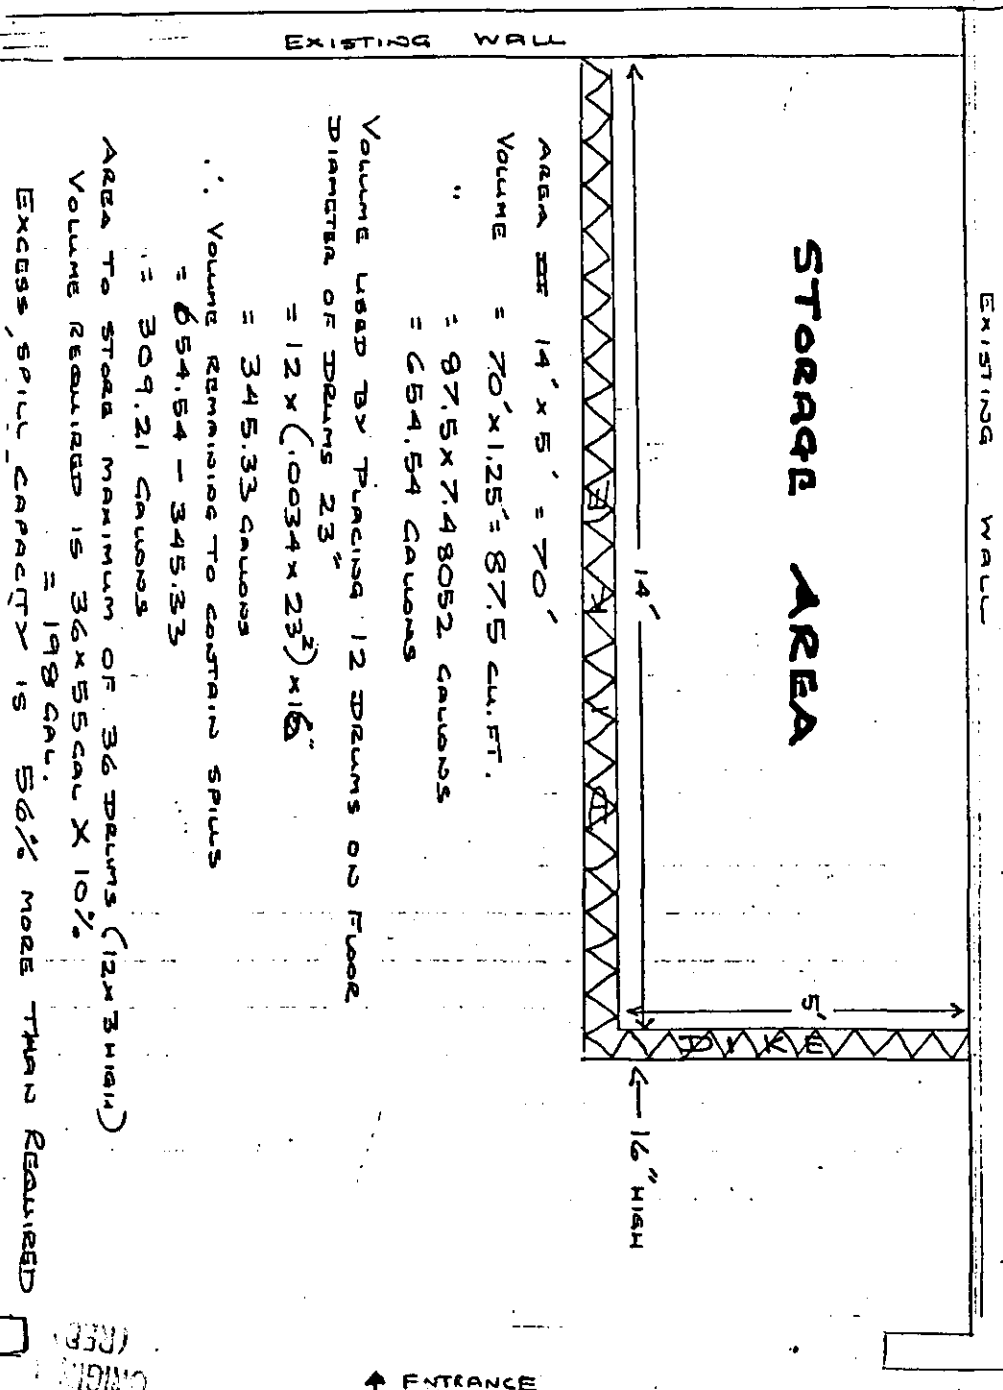 EXISTING WALL
EXISTING WALL
STORAGE AREA
14'
5'
DIKE
DIKE
← 16" HIGH
AREA 14' x 5' = 70'
VOLUME = 70' x 1.25' = 87.5 CU.FT.
" = 87.5 x 7.48052 GALLONS
= 654.54 GALLONS
VOLUME USED BY PLACING 12 DRUMS ON FLOOR
DIAMETER OF DRUMS 23"
= 12 x (.0034 x 23²) x 16"
= 345.33 GALLONS
∴ VOLUME REMAINING TO CONTAIN SPILLS
= 654.54 - 345.33
= 309.21 GALLONS
AREA TO STORE MAXIMUM OF 36 DRUMS (12 x 3 HIGH)
VOLUME REQUIRED IS 36 x 55 GAL X 10%
= 198 GAL.
EXCESS SPILL CAPACITY IS 56% MORE THAN REQUIRED
↑ ENTRANCE
(RED)